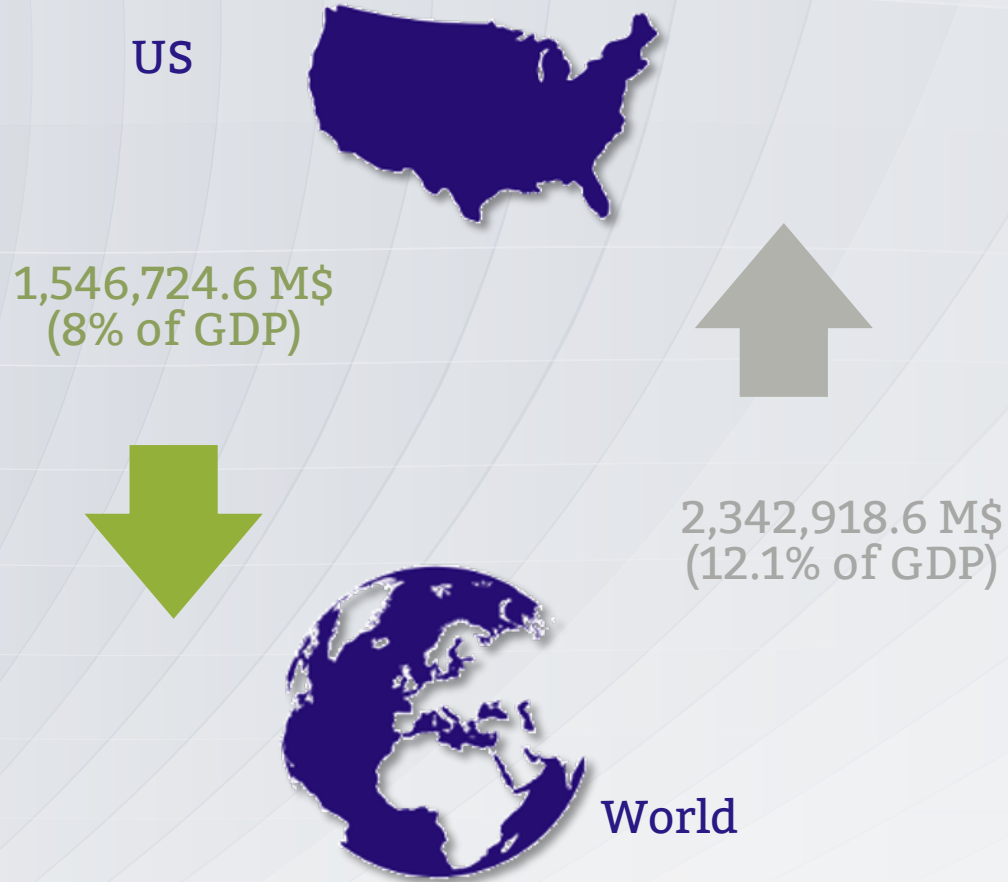 US
1,546,724.6 M$
(8% of GDP)
2,342,918.6 M$
(12.1% of GDP)
World